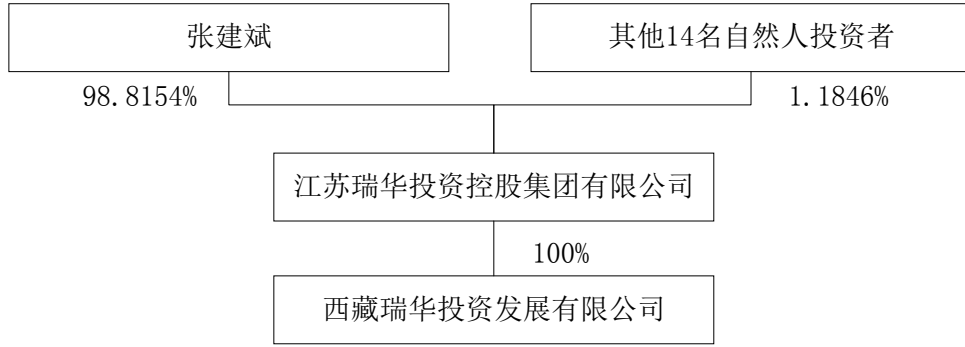 张建斌
其他14名自然人投资者
98.8154%
1.1846%
江苏瑞华投资控股集团有限公司
100%
西藏瑞华投资发展有限公司